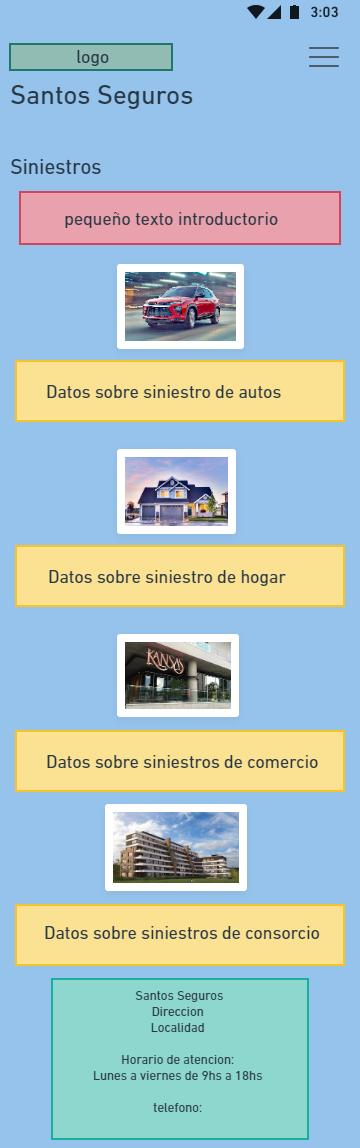 3:03
logo
Santos Seguros
Siniestros
pequeño texto introductorio
Datos sobre siniestro de autos
Datos sobre siniestro de hogar
KANSAS
Datos sobre siniestros de comercio
Datos sobre siniestros de consorcio
Santos Seguros
Direccion
Localidad
Horario de atencion:
Lunes a viernes de 9hs a 18hs
telefono: